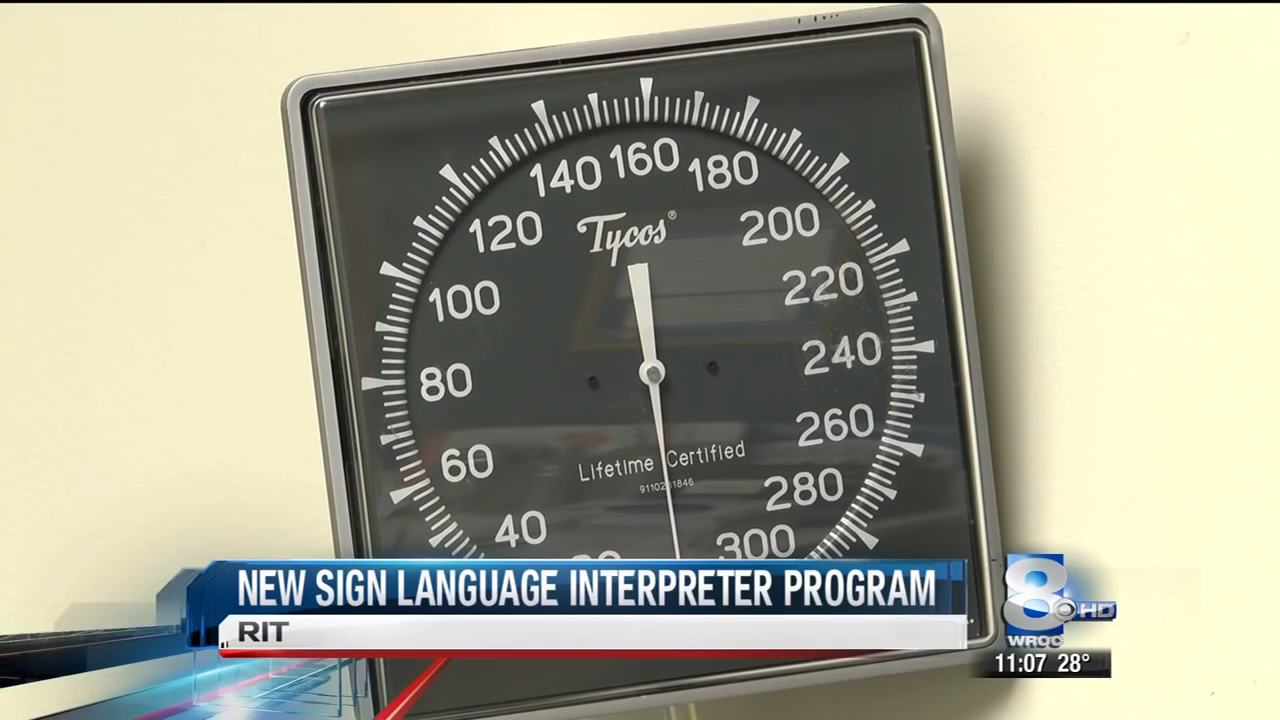 140 160 180
120 Tycos® 200
100 220
80 240
60 Lifetime Certified 260
280
40 300
NEW SIGN LANGUAGE INTERPRETER PROGRAM
RIT
8 HD
WROC
11:07 28°